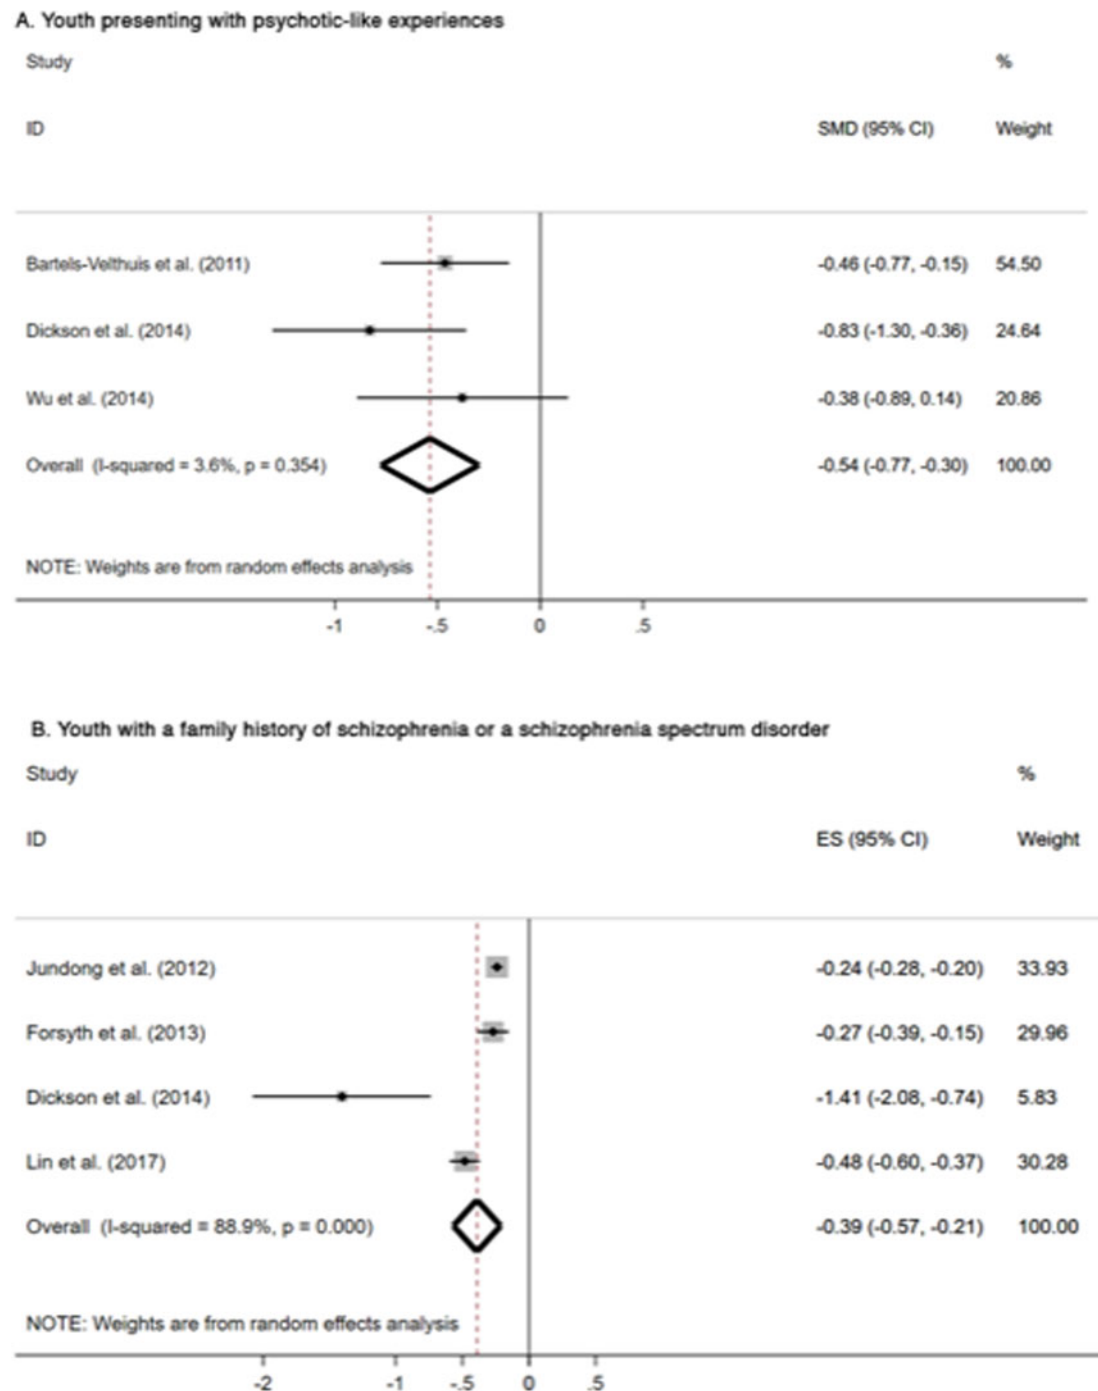 A. Youth presenting with psychotic-like experiences
Study %
ID SMD (95% CI) Weight
Bartels-Velthuis et al. (2011) -0.46 (-0.77, -0.15) 54.50
Dickson et al. (2014) -0.83 (-1.30, -0.36) 24.64
Wu et al. (2014) -0.38 (-0.89, 0.14) 20.86
Overall (I-squared = 3.6%, p = 0.354) -0.54 (-0.77, -0.30) 100.00
NOTE: Weights are from random effects analysis
-1 -.5 0 .5
B. Youth with a family history of schizophrenia or a schizophrenia spectrum disorder
Study %
ID ES (95% CI) Weight
Jundong et al. (2012) -0.24 (-0.28, -0.20) 33.93
Forsyth et al. (2013) -0.27 (-0.39, -0.15) 29.96
Dickson et al. (2014) -1.41 (-2.08, -0.74) 5.83
Lin et al. (2017) -0.48 (-0.60, -0.37) 30.28
Overall (I-squared = 88.9%, p = 0.000) -0.39 (-0.57, -0.21) 100.00
NOTE: Weights are from random effects analysis
-2 -1 -.5 0 .5